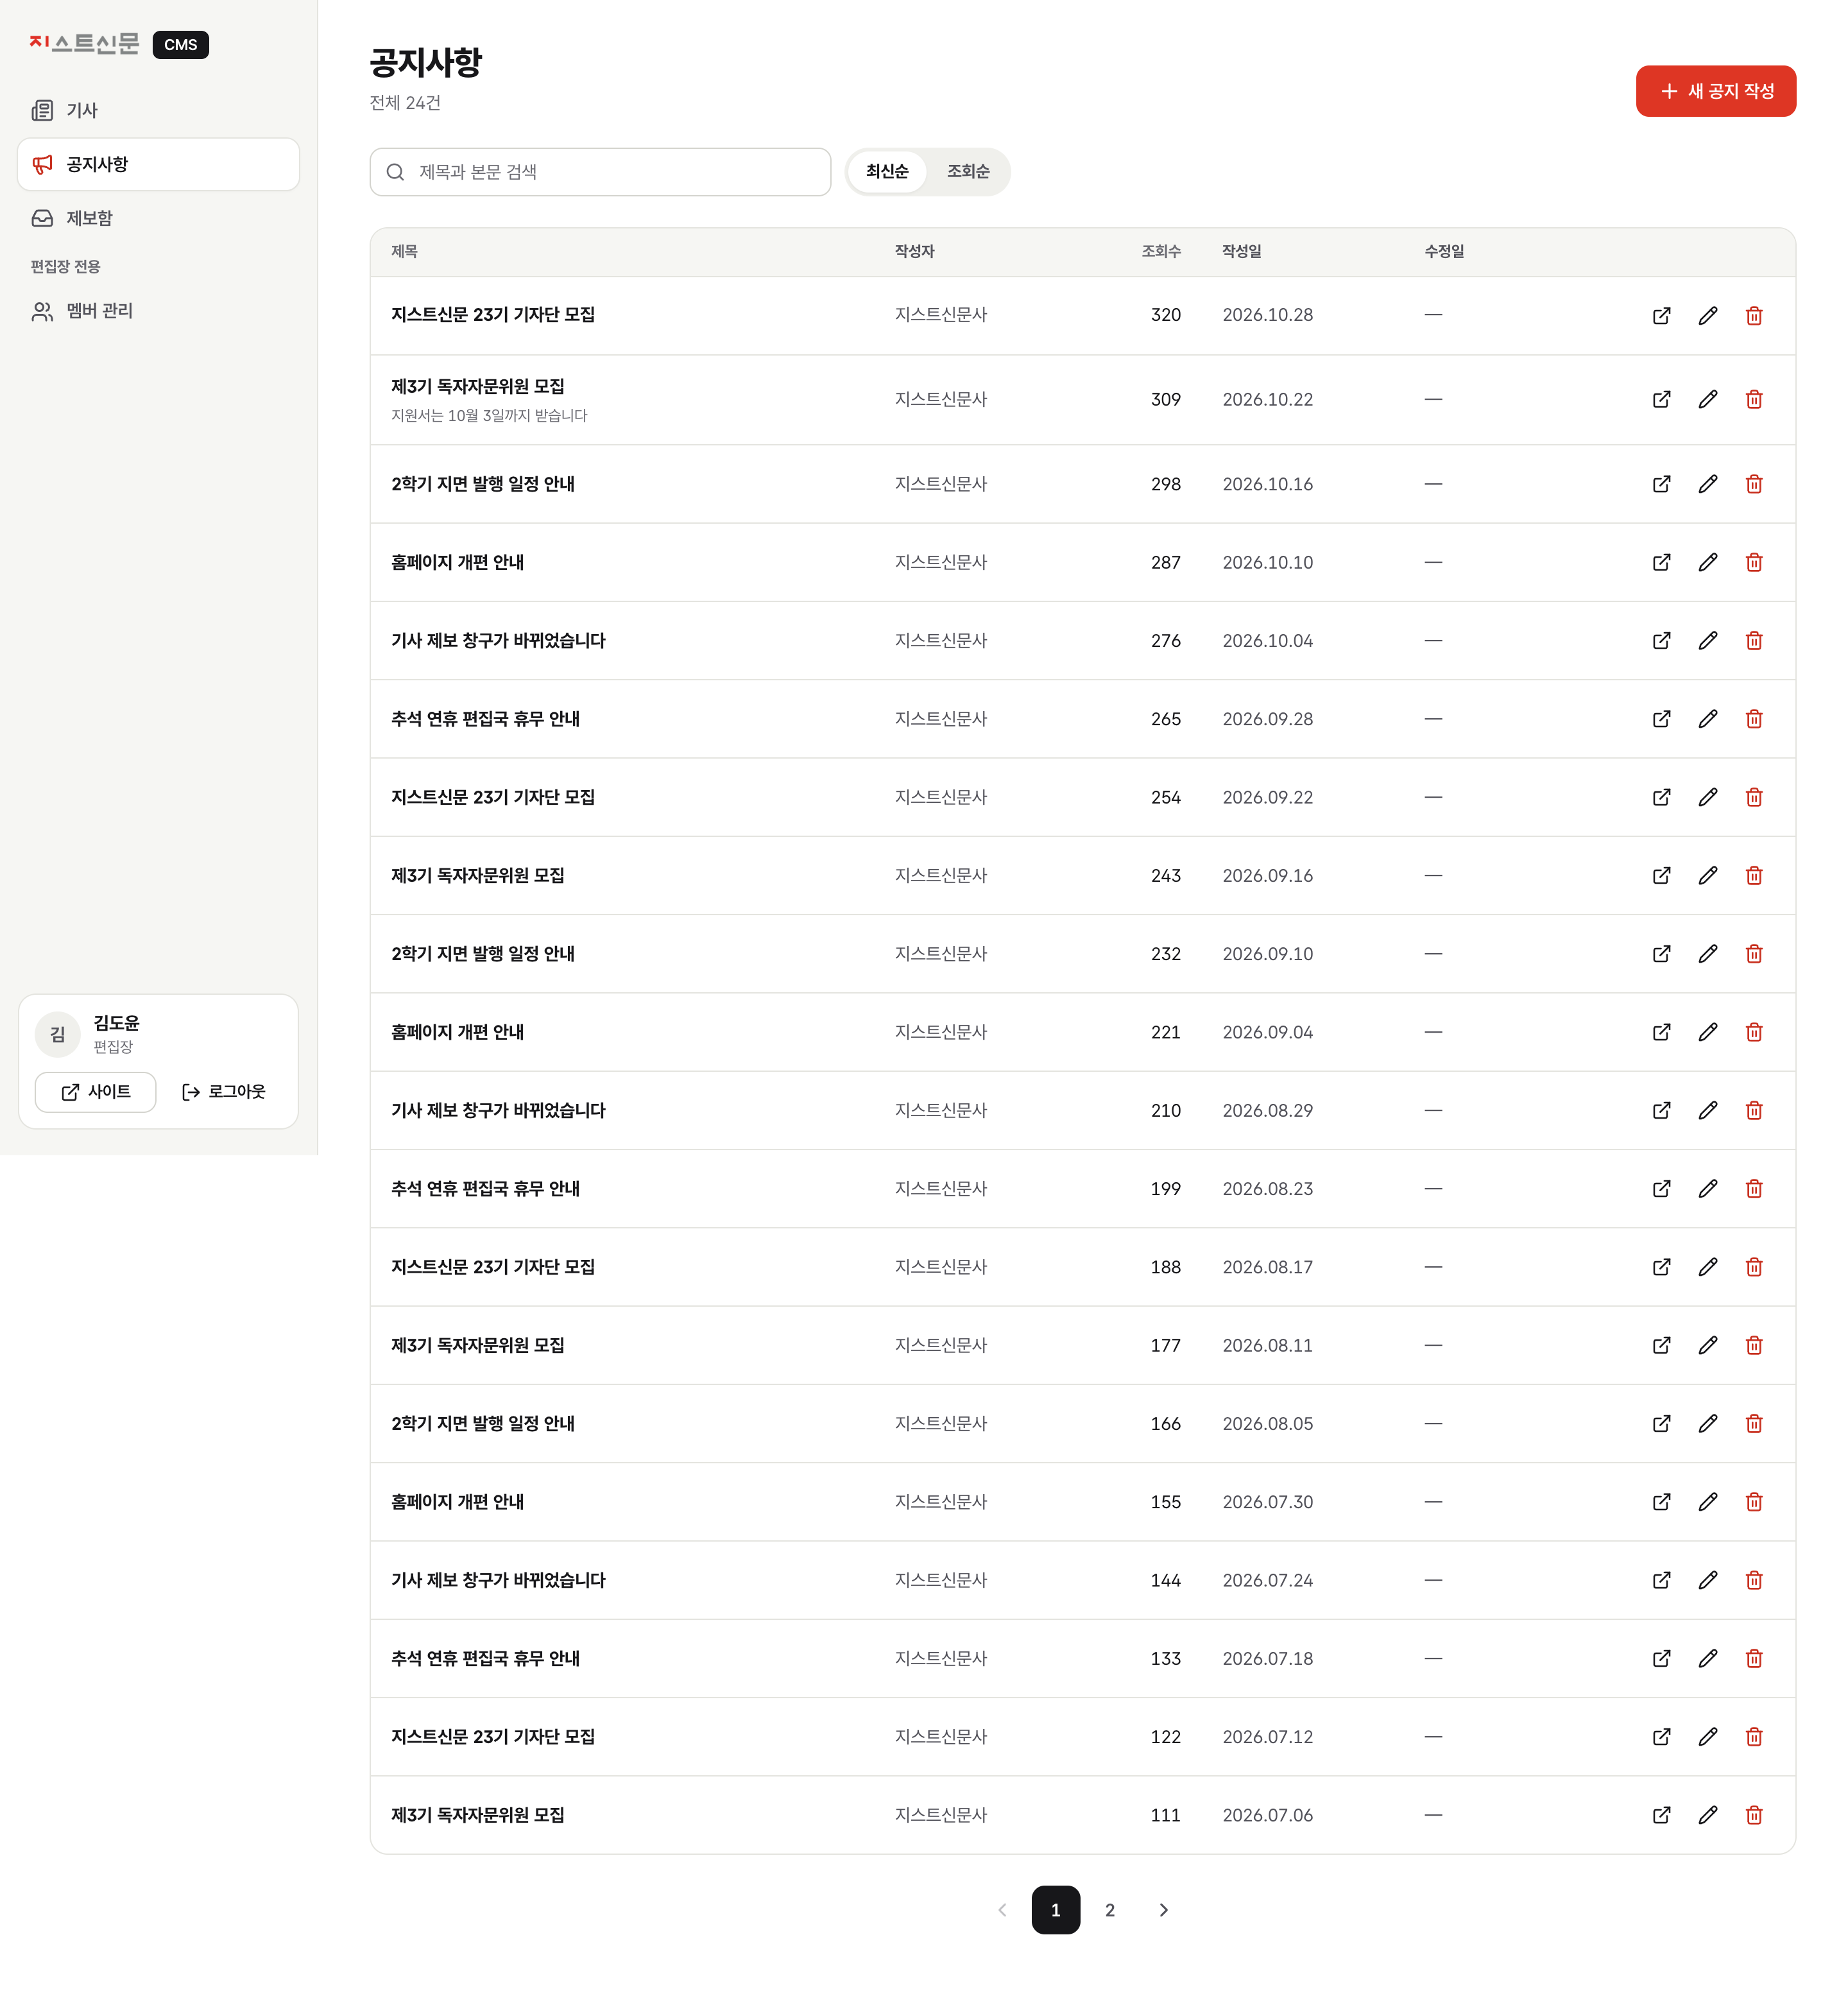 지스트신문 CMS
기사
공지사항
제보함
편집장 전용
멤버 관리
김
김도윤
편집장
사이트
로그아웃
공지사항
전체 24건
새 공지 작성
제목과 본문 검색
최신순
조회순
제목 작성자 조회수 작성일 수정일
지스트신문 23기 기자단 모집 지스트신문사 320 2026.10.28 —
제3기 독자자문위원 모집
지원서는 10월 3일까지 받습니다
지스트신문사 309 2026.10.22 —
2학기 지면 발행 일정 안내 지스트신문사 298 2026.10.16 —
홈페이지 개편 안내 지스트신문사 287 2026.10.10 —
기사 제보 창구가 바뀌었습니다 지스트신문사 276 2026.10.04 —
추석 연휴 편집국 휴무 안내 지스트신문사 265 2026.09.28 —
지스트신문 23기 기자단 모집 지스트신문사 254 2026.09.22 —
제3기 독자자문위원 모집 지스트신문사 243 2026.09.16 —
2학기 지면 발행 일정 안내 지스트신문사 232 2026.09.10 —
홈페이지 개편 안내 지스트신문사 221 2026.09.04 —
기사 제보 창구가 바뀌었습니다 지스트신문사 210 2026.08.29 —
추석 연휴 편집국 휴무 안내 지스트신문사 199 2026.08.23 —
지스트신문 23기 기자단 모집 지스트신문사 188 2026.08.17 —
제3기 독자자문위원 모집 지스트신문사 177 2026.08.11 —
2학기 지면 발행 일정 안내 지스트신문사 166 2026.08.05 —
홈페이지 개편 안내 지스트신문사 155 2026.07.30 —
기사 제보 창구가 바뀌었습니다 지스트신문사 144 2026.07.24 —
추석 연휴 편집국 휴무 안내 지스트신문사 133 2026.07.18 —
지스트신문 23기 기자단 모집 지스트신문사 122 2026.07.12 —
제3기 독자자문위원 모집 지스트신문사 111 2026.07.06 —
1 2